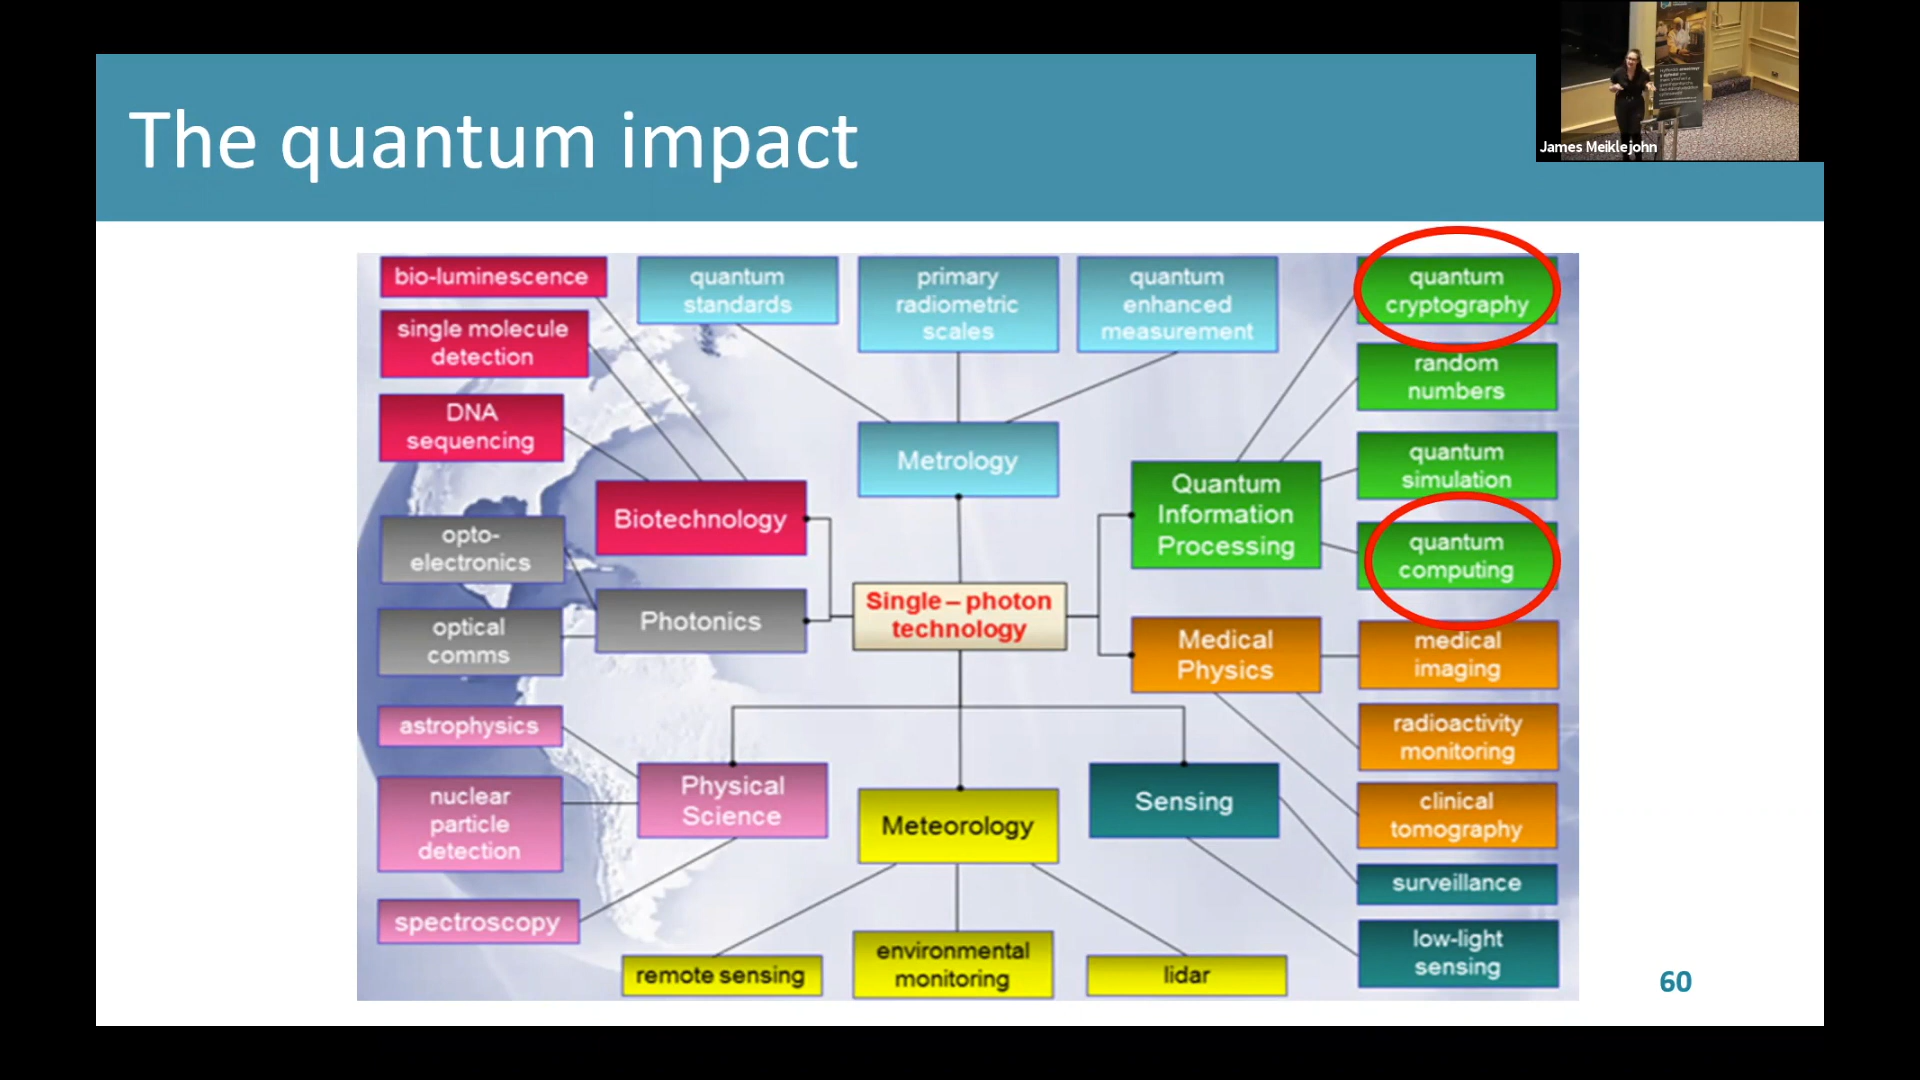 The quantum impact
James Meiklejohn
bio-luminescence
single molecule
detection
DNA
sequencing
quantum
standards
primary
radiometric
scales
quantum
enhanced
measurement
quantum
cryptography
random
numbers
quantum
simulation
quantum
computing
Metrology
Biotechnology
Quantum
Information
Processing
opto-
electronics
optical
comms
Photonics
Single – photon
technology
Medical
Physics
medical
imaging
radioactivity
monitoring
clinical
tomography
astrophysics
nuclear
particle
detection
spectroscopy
Physical
Science
Meteorology
Sensing
surveillance
low-light
sensing
remote sensing
environmental
monitoring
lidar
60